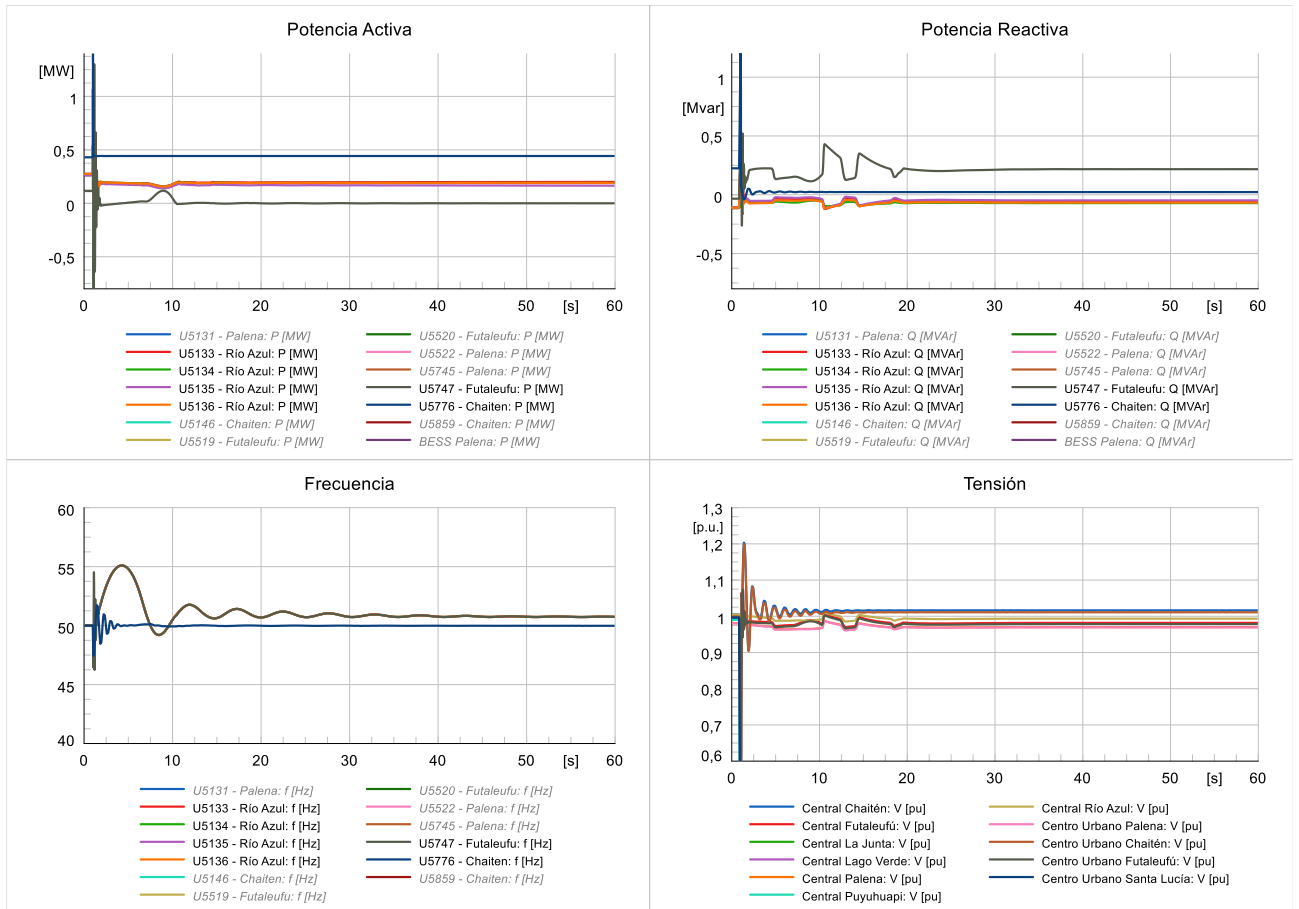 Potencia Activa
[MW]
1
0,5
0
-0,5
0 10 20 30 40 50 [s] 60
U5131 - Palena: P [MW]
U5133 - Río Azul: P [MW]
U5134 - Río Azul: P [MW]
U5135 - Río Azul: P [MW]
U5136 - Río Azul: P [MW]
U5146 - Chaiten: P [MW]
U5519 - Futaleufu: P [MW]
U5520 - Futaleufu: P [MW]
U5522 - Palena: P [MW]
U5745 - Palena: P [MW]
U5747 - Futaleufu: P [MW]
U5776 - Chaiten: P [MW]
U5859 - Chaiten: P [MW]
BESS Palena: P [MW]
Potencia Reactiva
1
[Mvar]
0,5
0
-0,5
0 10 20 30 40 50 [s] 60
U5131 - Palena: Q [MVAr]
U5133 - Río Azul: Q [MVAr]
U5134 - Río Azul: Q [MVAr]
U5135 - Río Azul: Q [MVAr]
U5136 - Río Azul: Q [MVAr]
U5146 - Chaiten: Q [MVAr]
U5519 - Futaleufu: Q [MVAr]
U5520 - Futaleufu: Q [MVAr]
U5522 - Palena: Q [MVAr]
U5745 - Palena: Q [MVAr]
U5747 - Futaleufu: Q [MVAr]
U5776 - Chaiten: Q [MVAr]
U5859 - Chaiten: Q [MVAr]
BESS Palena: Q [MVAr]
Frecuencia
60
55
50
45
40
0 10 20 30 40 50 [s] 60
U5131 - Palena: f [Hz]
U5133 - Río Azul: f [Hz]
U5134 - Río Azul: f [Hz]
U5135 - Río Azul: f [Hz]
U5136 - Río Azul: f [Hz]
U5146 - Chaiten: f [Hz]
U5519 - Futaleufu: f [Hz]
U5520 - Futaleufu: f [Hz]
U5522 - Palena: f [Hz]
U5745 - Palena: f [Hz]
U5747 - Futaleufu: f [Hz]
U5776 - Chaiten: f [Hz]
U5859 - Chaiten: f [Hz]
Tensión
1,3
[p.u.]
1,2
1,1
1
0,9
0,8
0,7
0,6
0 10 20 30 40 50 [s] 60
Central Chaitén: V [pu]
Central Futaleufú: V [pu]
Central La Junta: V [pu]
Central Lago Verde: V [pu]
Central Palena: V [pu]
Central Puyuhuapi: V [pu]
Central Río Azul: V [pu]
Centro Urbano Palena: V [pu]
Centro Urbano Chaitén: V [pu]
Centro Urbano Futaleufú: V [pu]
Centro Urbano Santa Lucía: V [pu]